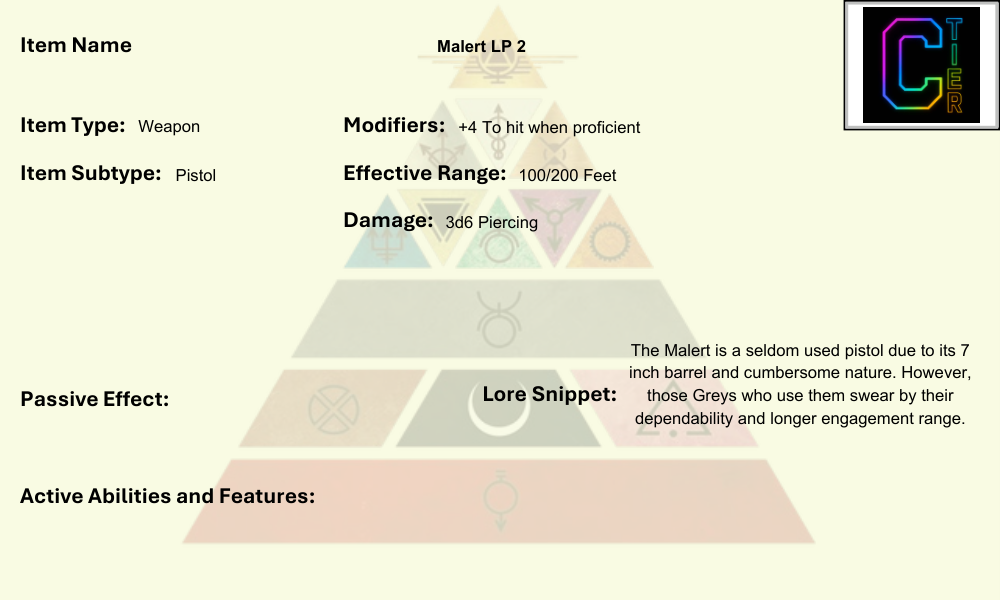 Item Name
Malert LP 2
C TIER
Item Type: Weapon
Modifiers: +4 To hit when proficient
Item Subtype: Pistol
Effective Range: 100/200 Feet
Damage: 3d6 Piercing
Passive Effect:
Lore Snippet:
The Malert is a seldom used pistol due to its 7
inch barrel and cumbersome nature. However,
those Greys who use them swear by their
dependability and longer engagement range.
Active Abilities and Features: